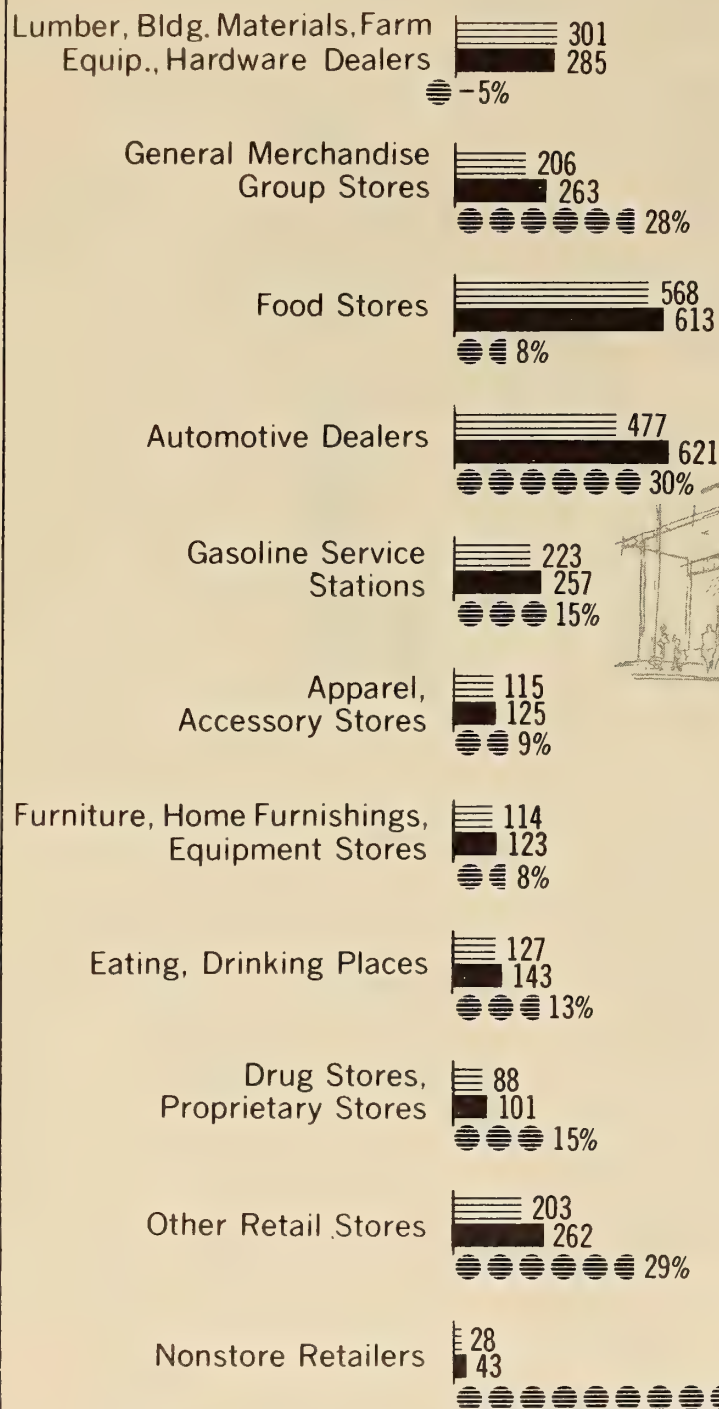 Lumber, Bldg. Materials, Farm
Equip., Hardware Dealers
301
285
-5%
General Merchandise
Group Stores
206
263
28%
Food Stores
568
613
8%
Automotive Dealers
477
621
30%
Gasoline Service
Stations
223
257
15%
Apparel,
Accessory Stores
115
125
9%
Furniture, Home Furnishings,
Equipment Stores
114
123
8%
Eating, Drinking Places
127
143
13%
Drug Stores,
Proprietary Stores
88
101
15%
Other Retail Stores
203
262
29%
Nonstore Retailers
28
43